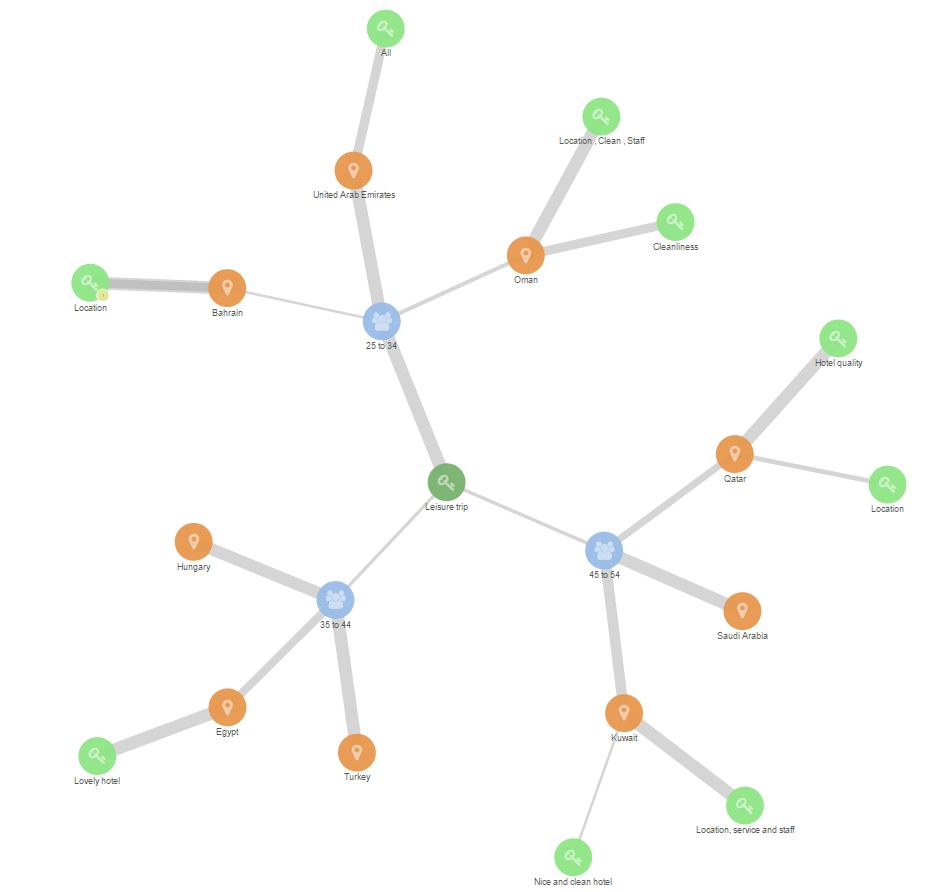 All
Location , Clean , Staff
United Arab Emirates
Cleanliness
Oman
Location
Bahrain
25 to 34
Hotel quality
Qatar
Leisure trip
Location
Hungary
45 to 54
35 to 44
Saudi Arabia
Egypt
Kuwait
Turkey
Lovely hotel
Location, service and staff
Nice and clean hotel